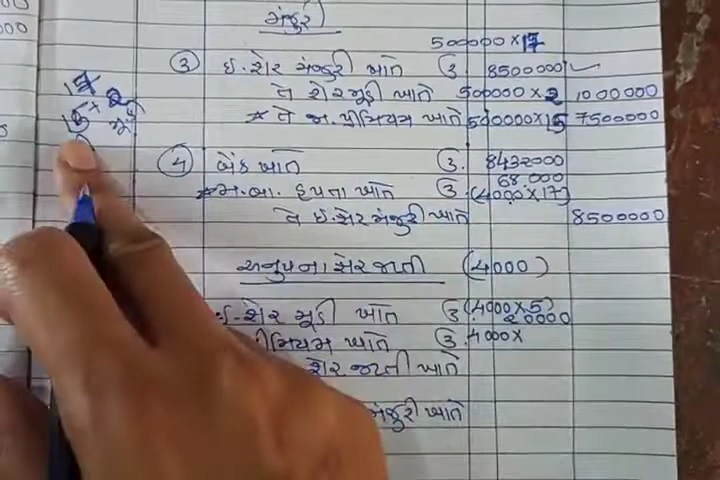 મંજુરી
500000 × 17
③ ઈ. શેર મંજુરી ખાતે ઉ. 8500000
તે શેરમૂડી ખાતે 500000 × 2 1000000
તે જા. પ્રીમિયમ ખાતે 500000 × 15 7500000
④ બેંક ખાતે ઉ. 8432000
68000
મ. બા. હપતા ખાતે ઉ. (4000 × 17)
તે ઈ. શેર મંજુરી ખાતે 8500000
અનુપના શેર જપ્તી (4000)
ઈ. શેર મૂડી ખાતે ઉ (4000 × 5)
20000
મિયમ ખાતે ઉ. 4000 ×
શેર જપ્તી ખાતે
મંજુરી ખાતે